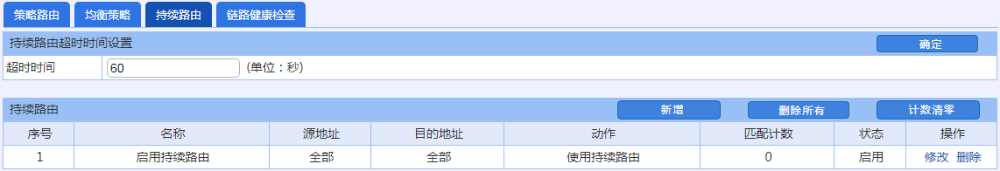 策略路由 均衡策略 持续路由 链路健康检查
持续路由超时时间设置 确定
超时时间 60 (单位：秒)
持续路由 新增 删除所有 计数清零
序号 名称 源地址 目的地址 动作 匹配计数 状态 操作
1 启用持续路由 全部 全部 使用持续路由 0 启用 修改 删除